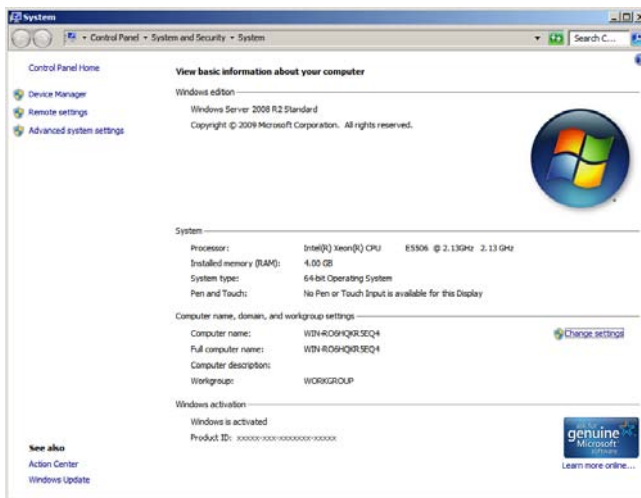 System
Control Panel
System and Security
System
Search C...
Control Panel Home
Device Manager
Remote settings
Advanced system settings
View basic information about your computer
Windows edition
Windows Server 2008 R2 Standard
Copyright © 2009 Microsoft Corporation. All rights reserved.
System
Processor: Intel(R) Xeon(R) CPU E5506 @ 2.13GHz 2.13 GHz
Installed memory (RAM): 4.00 GB
System type: 64-bit Operating System
Pen and Touch: No Pen or Touch Input is available for this Display
Computer name, domain, and workgroup settings
Computer name: WIN-RO6HQKR5EQ4
Change settings
Full computer name: WIN-RO6HQKR5EQ4
Computer description:
Workgroup: WORKGROUP
Windows activation
Windows is activated
Product ID: xxxxx-xxx-xxxxxxx-xxxxx
ask for
genuine
Microsoft
software
Learn more online...
See also
Action Center
Windows Update